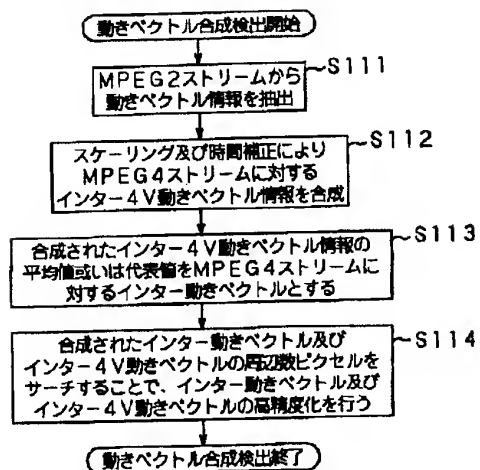 動きベクトル合成検出開始
MPEG2ストリームから
動きベクトル情報を抽出
S111
スケーリング及び時間補正により
MPEG4ストリームに対する
インター4V動きベクトル情報を合成
S112
合成されたインター4V動きベクトル情報の
平均値或いは代表値をMPEG4ストリームに
対するインター動きベクトルとする
S113
合成されたインター動きベクトル及び
インター4V動きベクトルの周辺数ピクセルを
サーチすることで、インター動きベクトル及び
インター4V動きベクトルの高精度化を行う
S114
動きベクトル合成検出終了